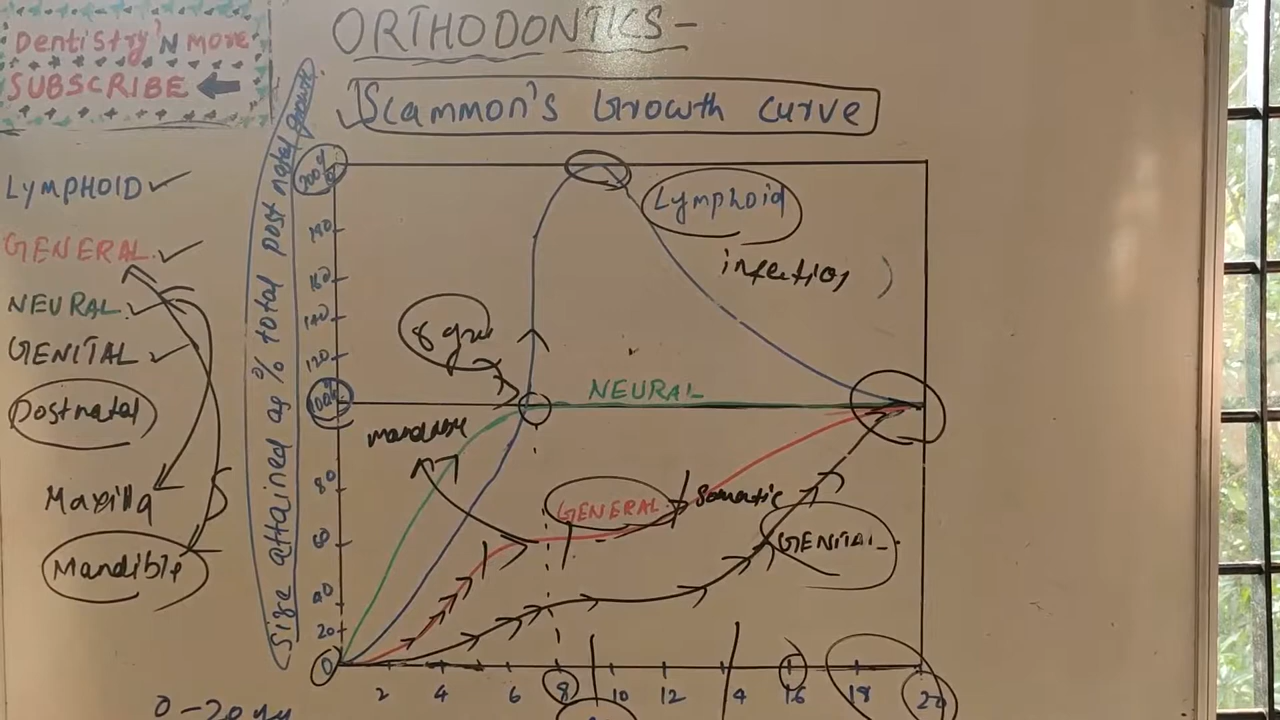 Dentistry'N more
SUBSCRIBE
ORTHODONTICS-
Scammon's Growth curve
LYMPHOID
GENERAL
NEURAL
GENITAL
Postnatal
Maxilla
Mandible
Size attained as % total post natal growth
200%
180
160
140
120
100%
80
60
40
20
0
Lymphoid
infection
8 yrs
NEURAL
mandible
GENERAL
Somatic
GENITAL
2 4 6 8 10 12 14 16 18 20
0-20 yrs